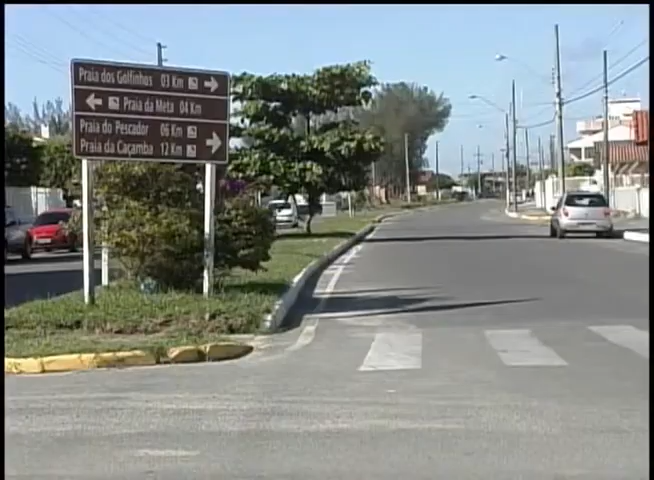 Praia dos Golfinhos 03 Km
Praia da Meta 04 Km
Praia do Pescador 06 Km
Praia da Caçamba 12 Km